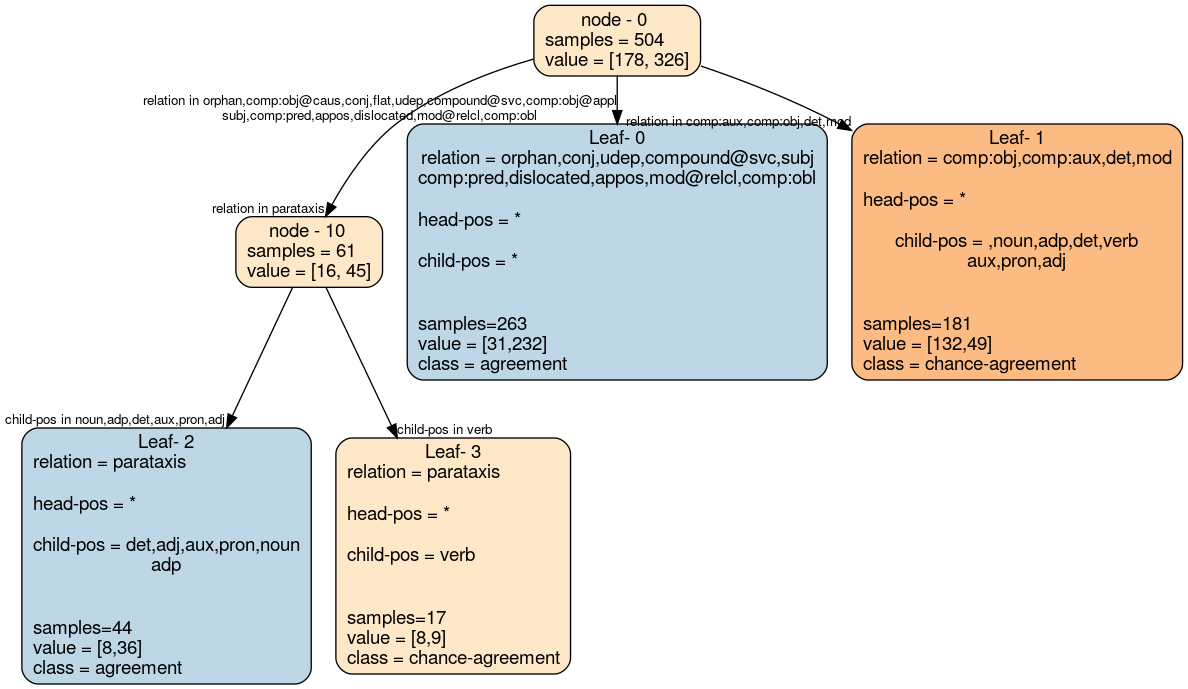 node - 0
samples = 504
value = [178, 326]
relation in orphan,comp:obj@caus,conj,flat,udep,compound@svc,comp:obj@appl
subj,comp:pred,appos,dislocated,mod@relcl,comp:obl
relation in comp:aux,comp:obj,det,mod
relation in parataxis
node - 10
samples = 61
value = [16, 45]
Leaf- 0
relation = orphan,conj,udep,compound@svc,subj
comp:pred,dislocated,appos,mod@relcl,comp:obl
head-pos = *
child-pos = *
samples=263
value = [31,232]
class = agreement
Leaf- 1
relation = comp:obj,comp:aux,det,mod
head-pos = *
child-pos = ,noun,adp,det,verb
aux,pron,adj
samples=181
value = [132,49]
class = chance-agreement
child-pos in noun,adp,det,aux,pron,adj
child-pos in verb
Leaf- 2
relation = parataxis
head-pos = *
child-pos = det,adj,aux,pron,noun
adp
samples=44
value = [8,36]
class = agreement
Leaf- 3
relation = parataxis
head-pos = *
child-pos = verb
samples=17
value = [8,9]
class = chance-agreement